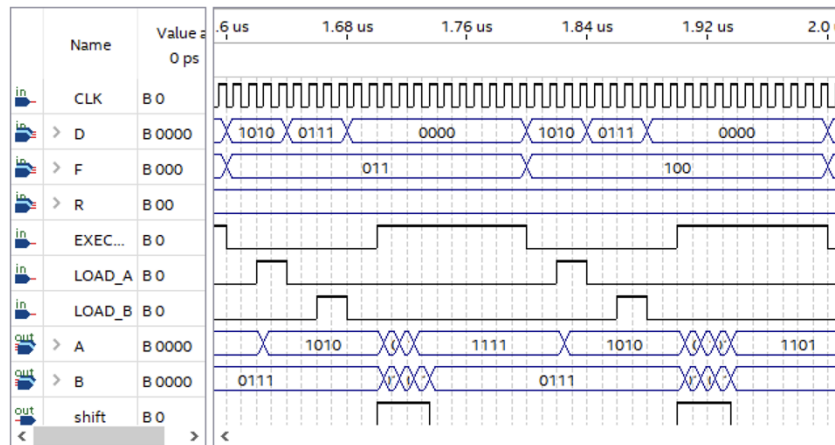 Name Value a 0 ps
.6 us 1.68 us 1.76 us 1.84 us 1.92 us 2.0
in CLK B 0
in > D B 0000 1010 0111 0000 1010 0111 0000
in > F B 000 011 100
in > R B 00
in EXEC... B 0
in LOAD_A B 0
in LOAD_B B 0
out > A B 0000 1010 1111 1010 1101
out > B B 0000 0111 0111
out shift B 0